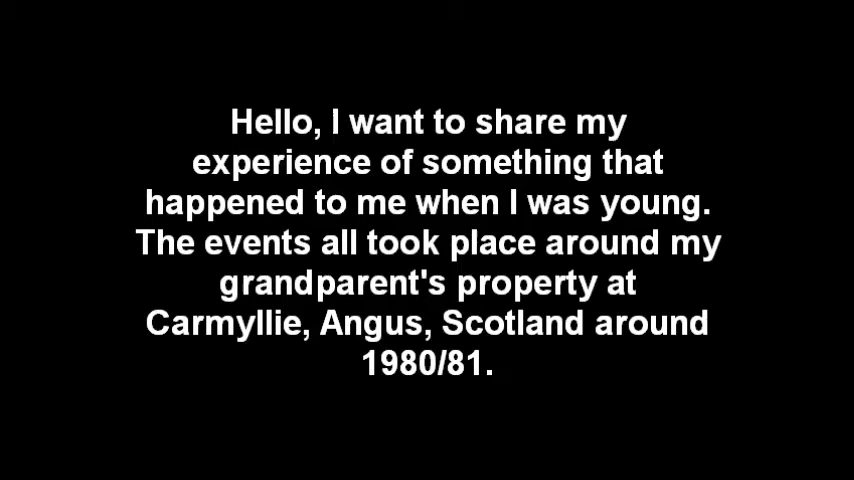 Hello, I want to share my
experience of something that
happened to me when I was young.
The events all took place around my
grandparent's property at
Carmyllie, Angus, Scotland around
1980/81.